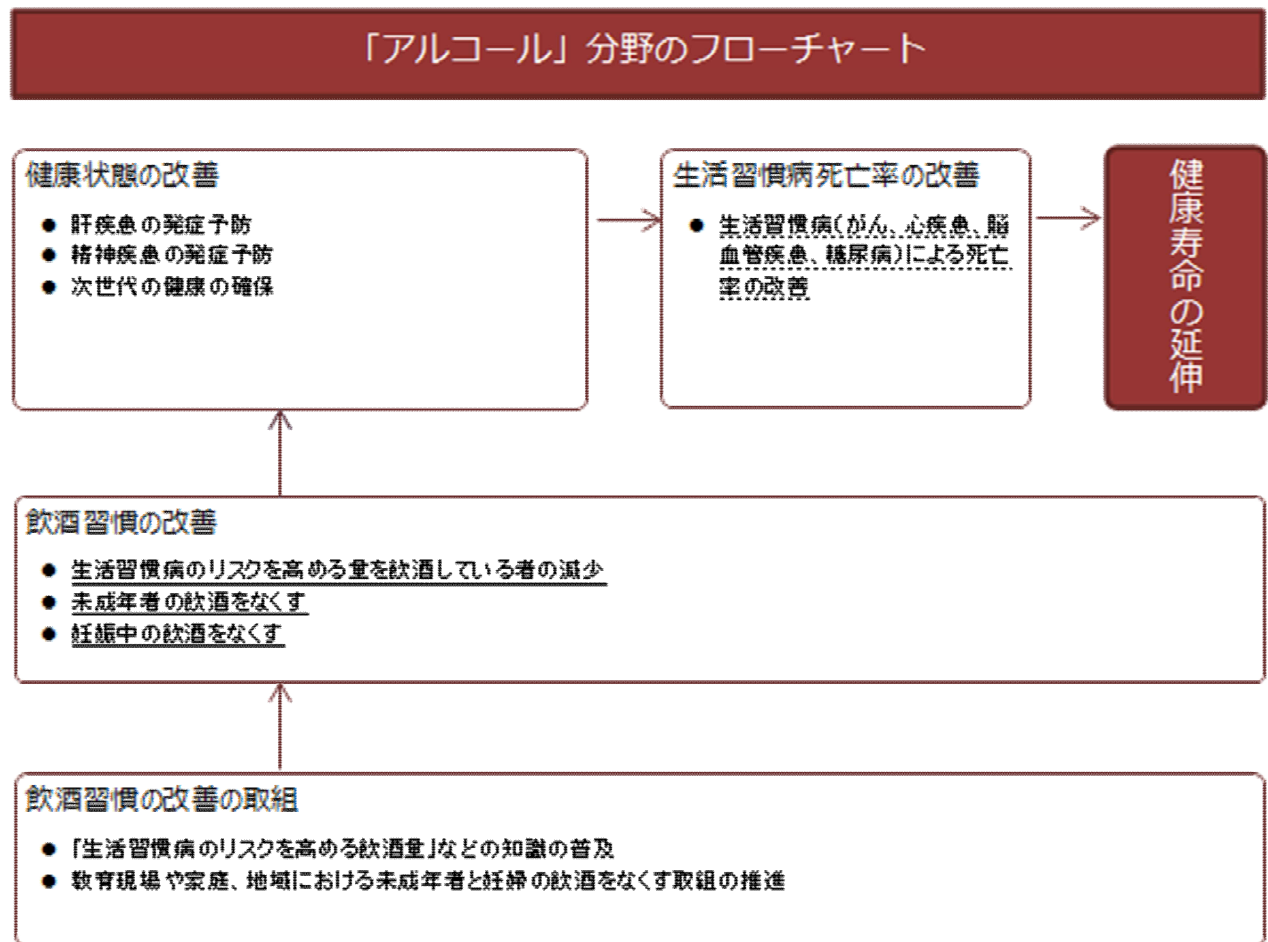 「アルコール」分野のフローチャート
健康状態の改善
● 肝疾患の発症予防
● 精神疾患の発症予防
● 次世代の健康の確保
生活習慣病死亡率の改善
● 生活習慣病(がん、心疾患、脳
血管疾患、糖尿病)による死亡
率の改善
健康寿命の延伸
飲酒習慣の改善
● 生活習慣病のリスクを高める量を飲酒している者の減少
● 未成年者の飲酒をなくす
● 妊娠中の飲酒をなくす
飲酒習慣の改善の取組
● 「生活習慣病のリスクを高める飲酒量」などの知識の普及
● 教育現場や家庭、地域における未成年者と妊婦の飲酒をなくす取組の推進